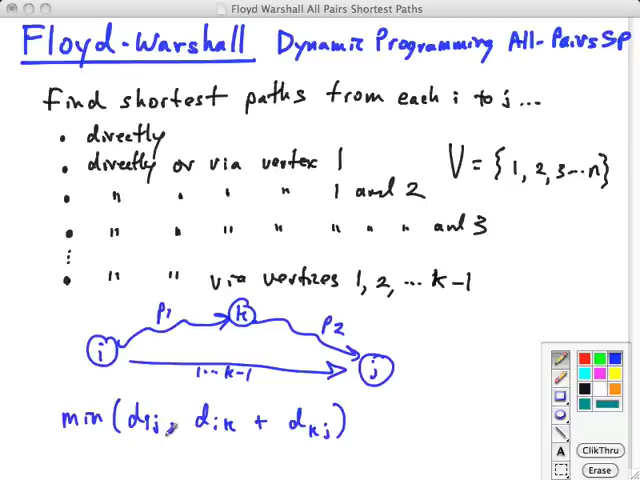 Floyd Warshall All Pairs Shortest Paths
Floyd-Warshall Dynamic Programming All-Pairs SP
Find shortest paths from each i to j...
• directly
• directly or via vertex 1 V = {1, 2, 3...n}
• " " " " 1 and 2
• " " " " " " " and 3
⋮
• " " via vertizes 1, 2, ... k-1
P1 k P2
i 1...k-1 j
min(dij, dik + dkj)
A ClikThru
Erase